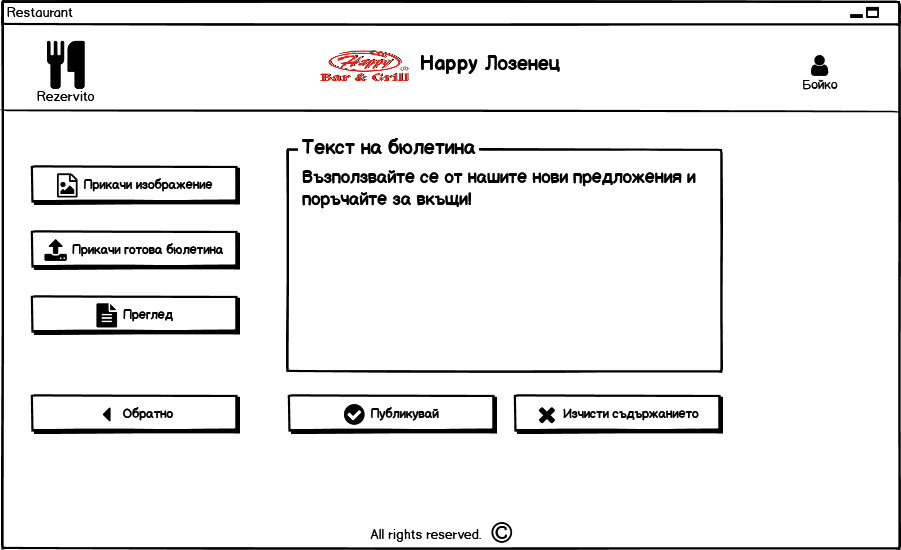 Restaurant
Rezervito
Happy
Bar & Grill
Happy Лозенец
Бойко
Текст на бюлетина
Възползвайте се от нашите нови предложения и
поръчайте за вкъщи!
Прикачи изображение
Прикачи готова бюлетина
Преглед
Обратно
Публикувай
Изчисти съдържанието
All rights reserved. ©